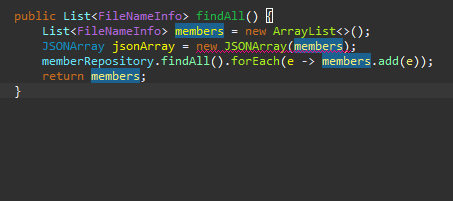 public List<FileNameInfo> findAll() {
List<FileNameInfo> members = new ArrayList<>();
JSONArray jsonArray = new JSONArray(members);
memberRepository.findAll().forEach(e -> members.add(e));
return members;
}